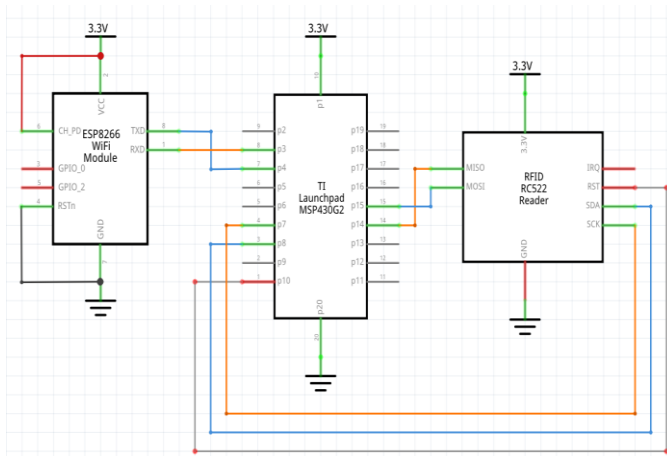 3.3V
3.3V
3.3V
2
VCC
ESP8266
WiFi
Module
CH_PD
GPIO_0
GPIO_2
RSTn
TXD
RXD
8
1
6
3
5
4
GND
7
p1
TI
Launchpad
MSP430G2
p2
p3
p4
p5
p6
p7
p8
p9
p10
p19
p18
p17
p16
p15
p14
p13
p12
p11
9
8
7
6
5
4
3
2
1
19
18
17
16
15
14
13
12
11
p20
20
3.3V
RFID
RC522
Reader
MISO
MOSI
IRQ
RST
SDA
SCK
GND